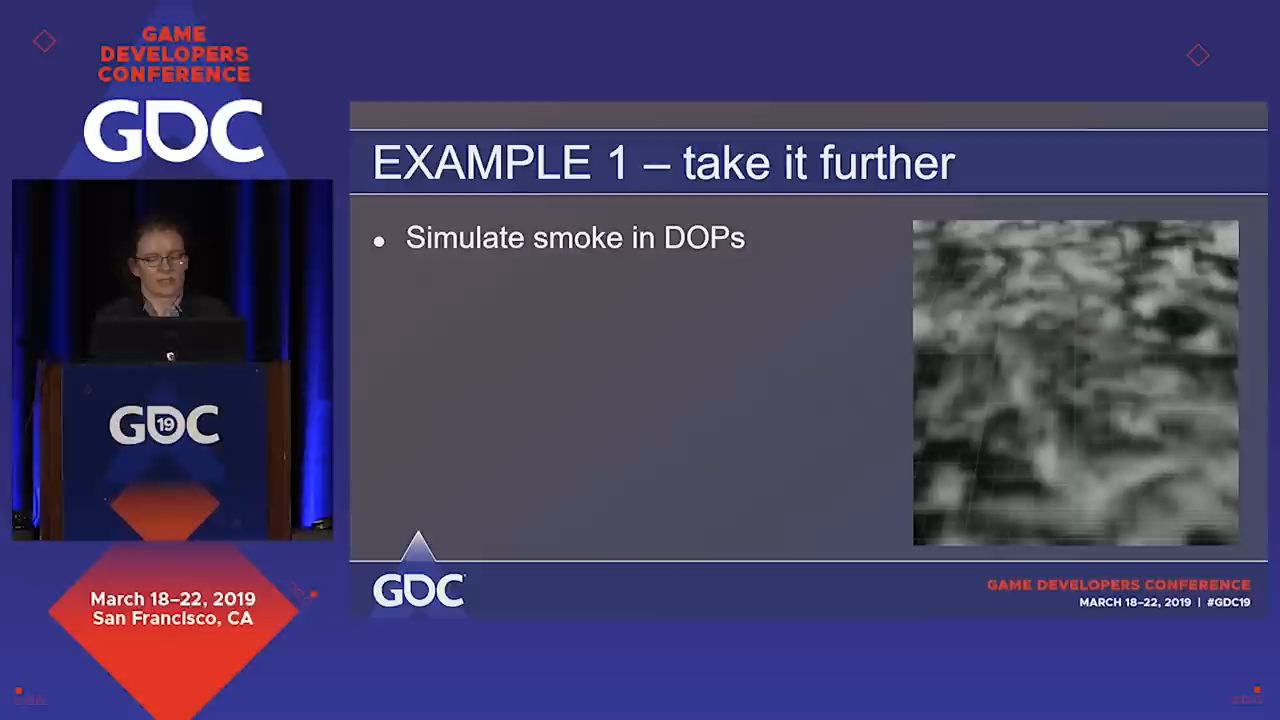 GAME
DEVELOPERS
CONFERENCE
GDC
EXAMPLE 1 – take it further
• Simulate smoke in DOPs
GDC 19
March 18–22, 2019
San Francisco, CA
GDC
GAME DEVELOPERS CONFERENCE
MARCH 18–22, 2019 | #GDC19